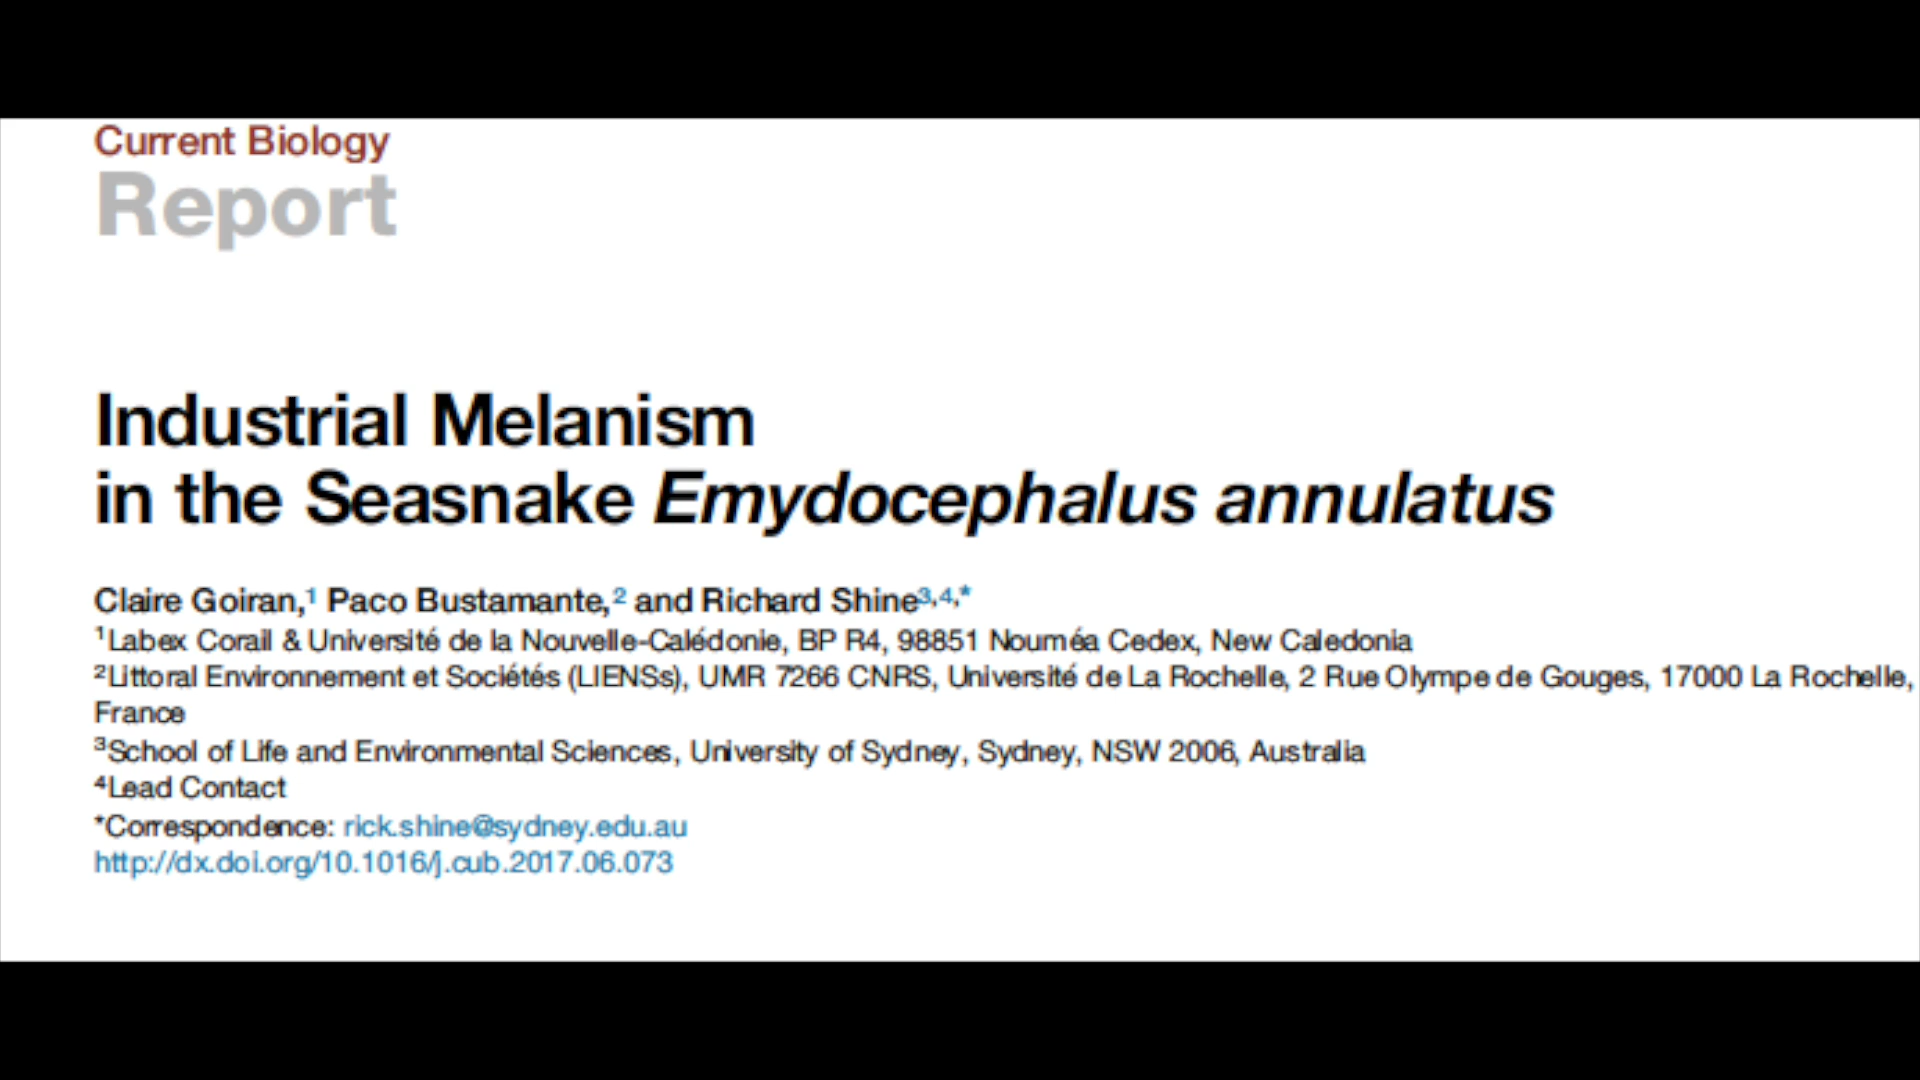 Current Biology
Report
Industrial Melanism
in the Seasnake Emydocephalus annulatus
Claire Goiran,¹ Paco Bustamante,² and Richard Shine³,⁴,*
¹Labex Corail & Université de la Nouvelle-Calédonie, BP R4, 98851 Nouméa Cedex, New Caledonia
²Littoral Environnement et Sociétés (LIENSs), UMR 7266 CNRS, Université de La Rochelle, 2 Rue Olympe de Gouges, 17000 La Rochelle,
France
³School of Life and Environmental Sciences, University of Sydney, Sydney, NSW 2006, Australia
⁴Lead Contact
*Correspondence: rick.shine@sydney.edu.au
http://dx.doi.org/10.1016/j.cub.2017.06.073